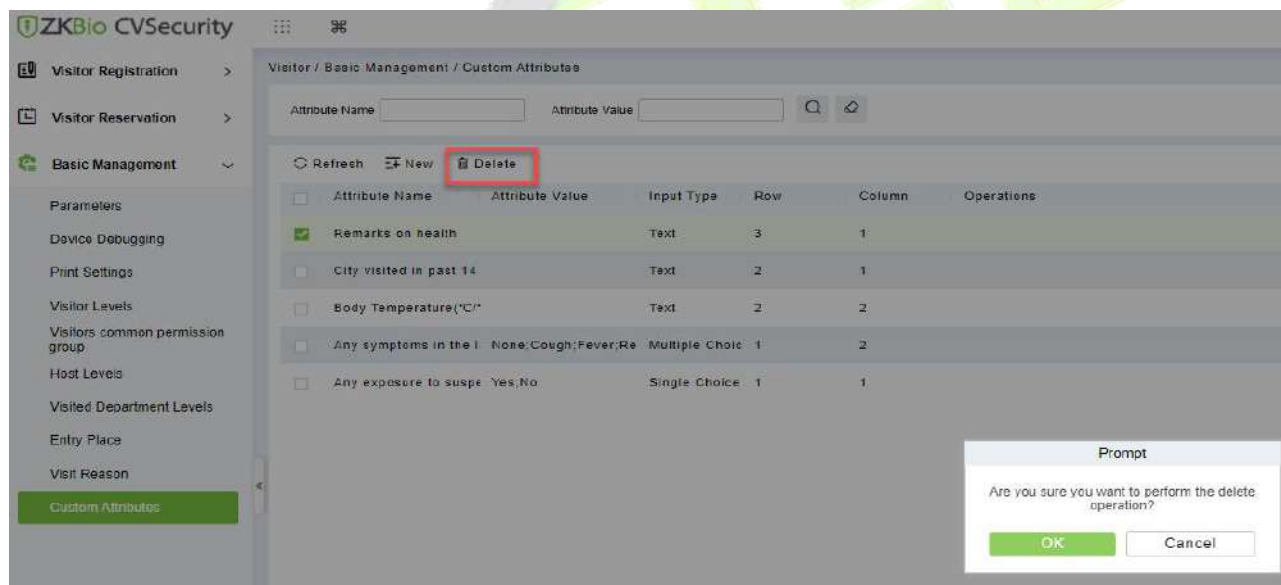 ZKBio CVSecurity
Visitor Registration
Visitor Reservation
Basic Management
Parameters
Device Debugging
Print Settings
Visitor Levels
Visitors common permission
group
Host Levels
Visited Department Levels
Entry Place
Visit Reason
Custom Attributes
Visitor / Basic Management / Custom Attributes
Attribute Name Attribute Value
Refresh New Delete
Attribute Name Attribute Value Input Type Row Column Operations
Remarks on health Text 3 1
City visited in past 14 Text 2 1
Body Temperature(°C/° Text 2 2
Any symptoms in the l None;Cough;Fever;Re Multiple Choic 1 2
Any exposure to suspe Yes;No Single Choice 1 1
Prompt
Are you sure you want to perform the delete
operation?
OK Cancel